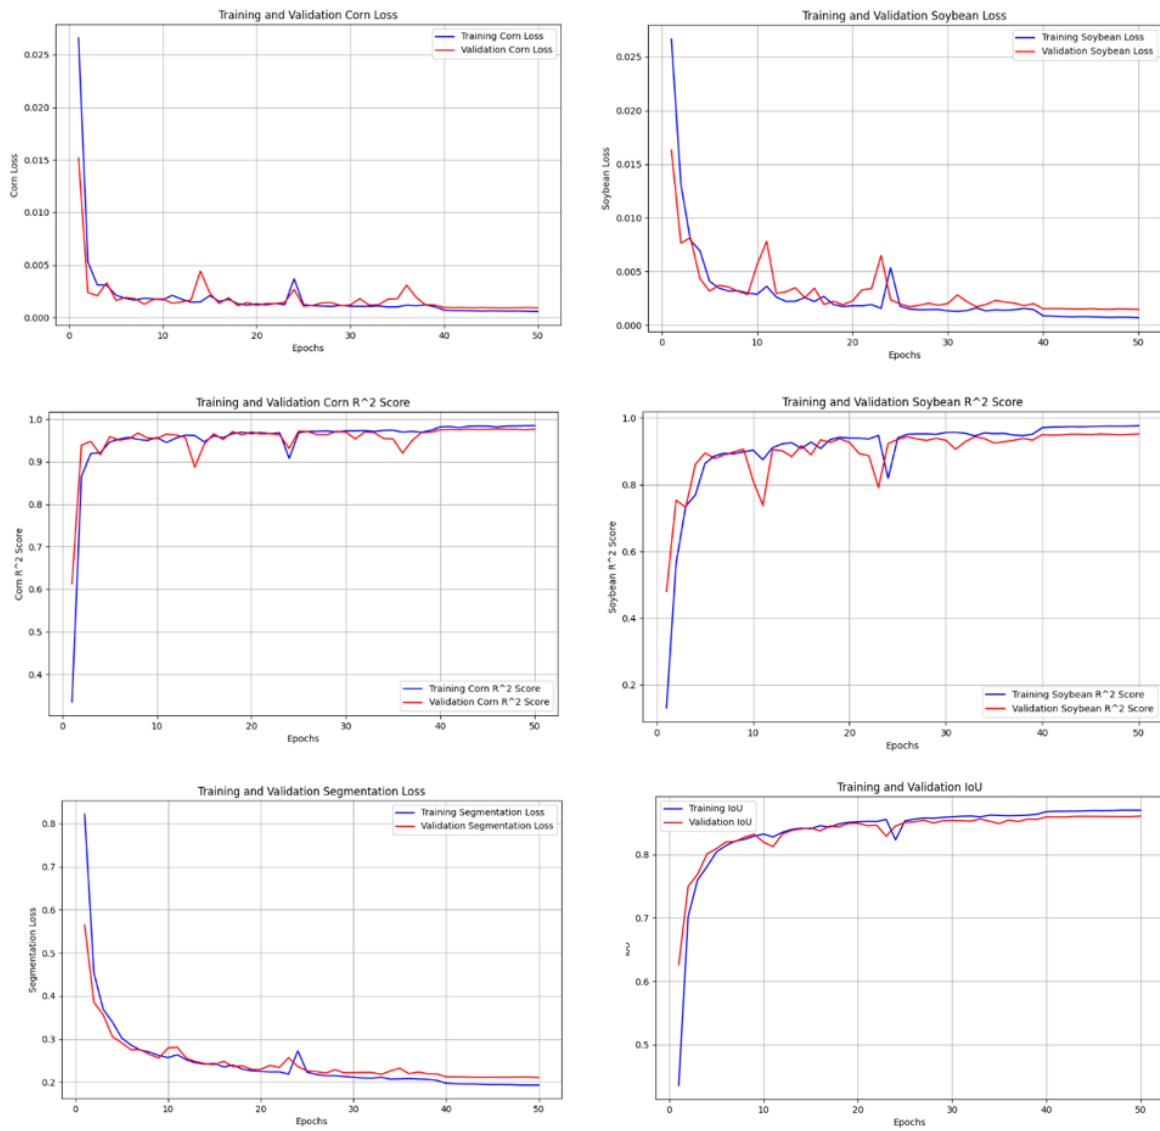 Training and Validation Corn Loss
Training Corn Loss
Validation Corn Loss
Corn Loss
0.025
0.020
0.015
0.010
0.005
0.000
0 10 20 30 40 50
Epochs
Training and Validation Soybean Loss
Training Soybean Loss
Validation Soybean Loss
Soybean Loss
0.025
0.020
0.015
0.010
0.005
0.000
0 10 20 30 40 50
Epochs
Training and Validation Corn R^2 Score
Corn R^2 Score
1.0
0.9
0.8
0.7
0.6
0.5
0.4
Training Corn R^2 Score
Validation Corn R^2 Score
0 10 20 30 40 50
Epochs
Training and Validation Soybean R^2 Score
Soybean R^2 Score
1.0
0.8
0.6
0.4
0.2
Training Soybean R^2 Score
Validation Soybean R^2 Score
0 10 20 30 40 50
Epochs
Training and Validation Segmentation Loss
Training Segmentation Loss
Validation Segmentation Loss
Segmentation Loss
0.8
0.7
0.6
0.5
0.4
0.3
0.2
0 10 20 30 40 50
Epochs
Training and Validation IoU
Training IoU
Validation IoU
0.8
0.7
0.6
0.5
0 10 20 30 40 50
Epochs